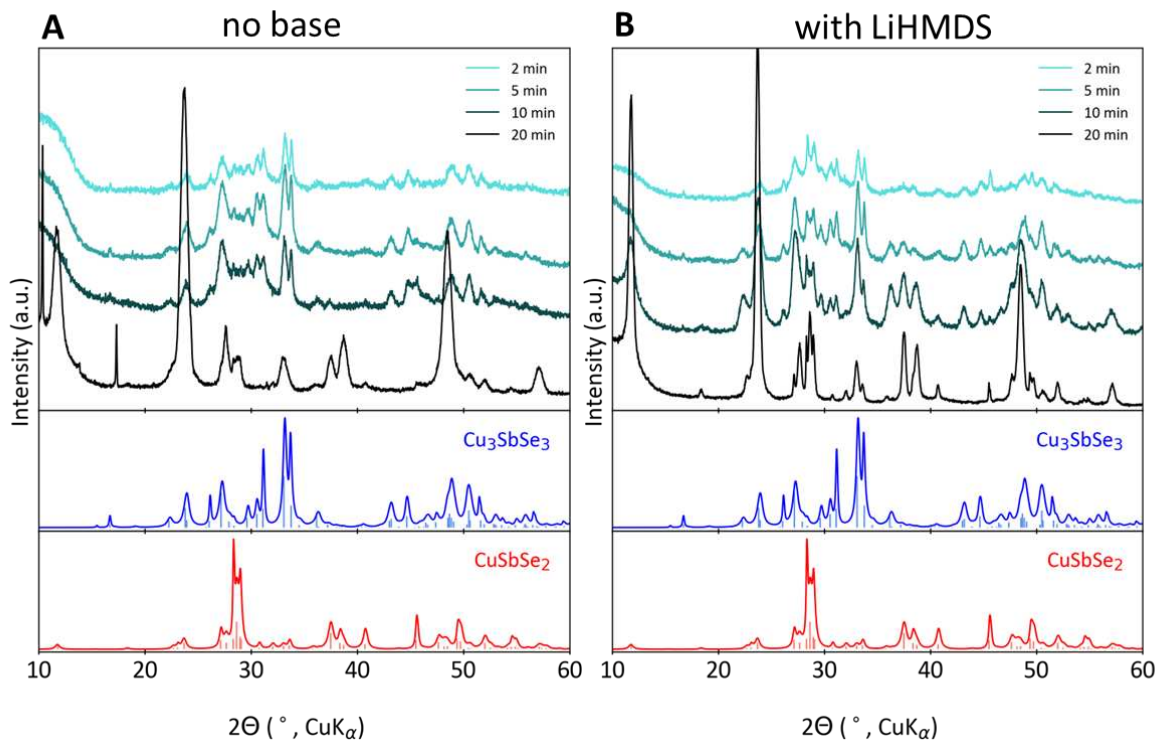 A no base
B with LiHMDS
2 min
5 min
10 min
20 min
2 min
5 min
10 min
20 min
Intensity (a.u.)
Intensity (a.u.)
Cu₃SbSe₃
Cu₃SbSe₃
CuSbSe₂
CuSbSe₂
10 20 30 40 50 60
10 20 30 40 50 60
2Θ (°, CuKα)
2Θ (°, CuKα)